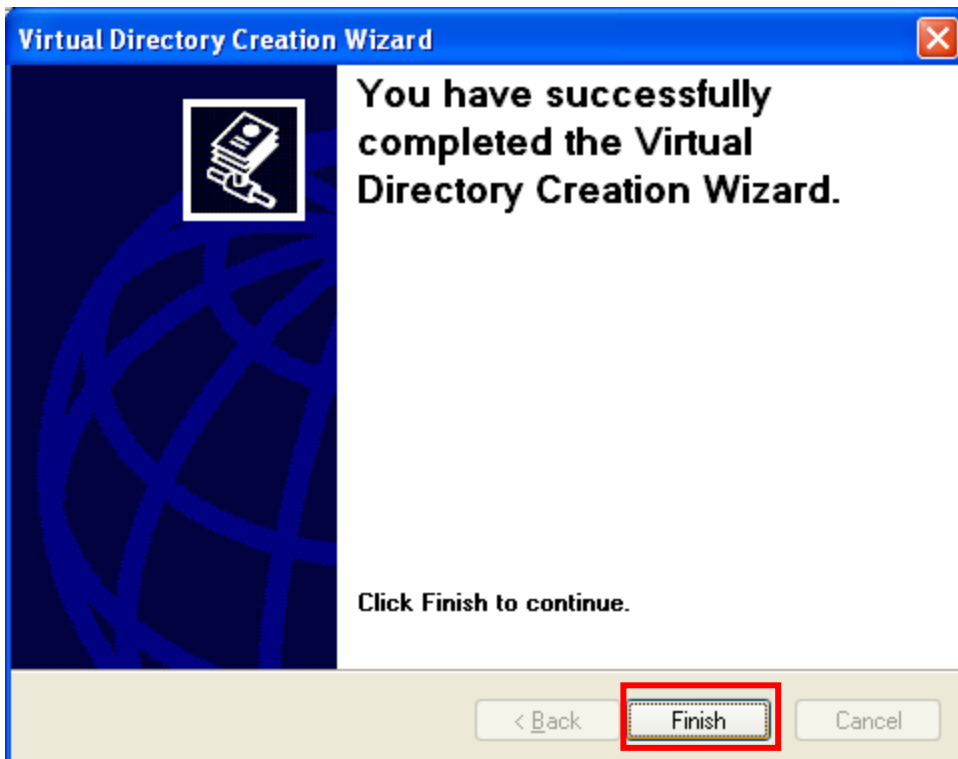 Virtual Directory Creation Wizard
You have successfully
completed the Virtual
Directory Creation Wizard.
Click Finish to continue.
< Back Finish Cancel